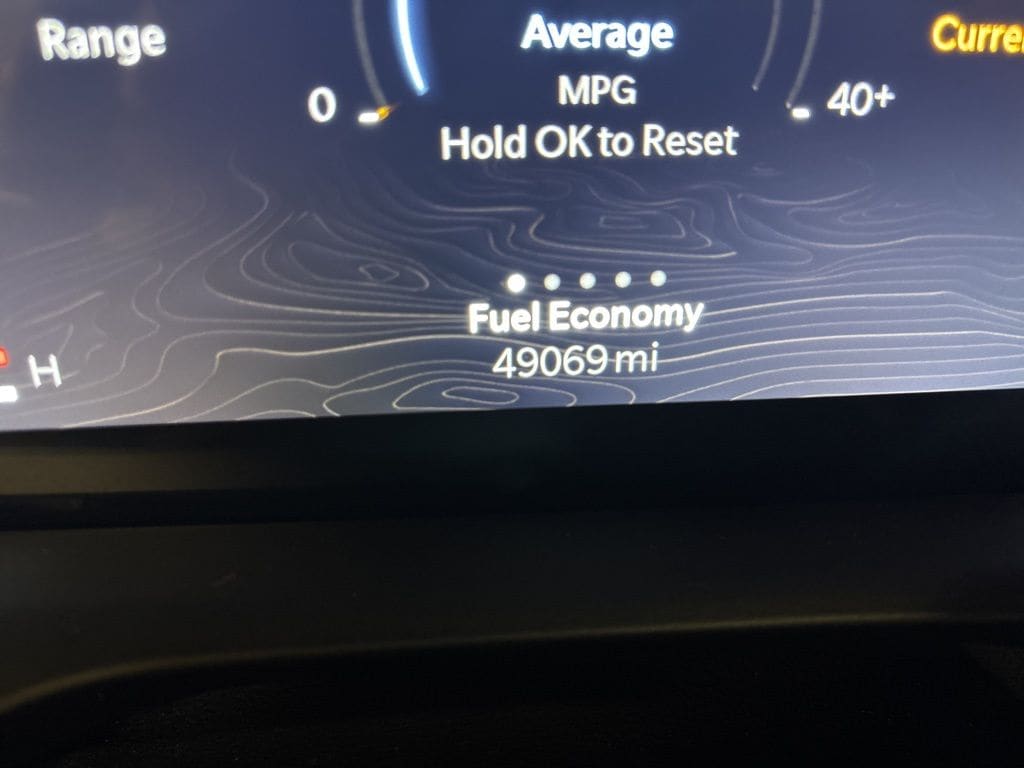 Range
Average
Curre
0
MPG
40+
Hold OK to Reset
Fuel Economy
49069 mi
H